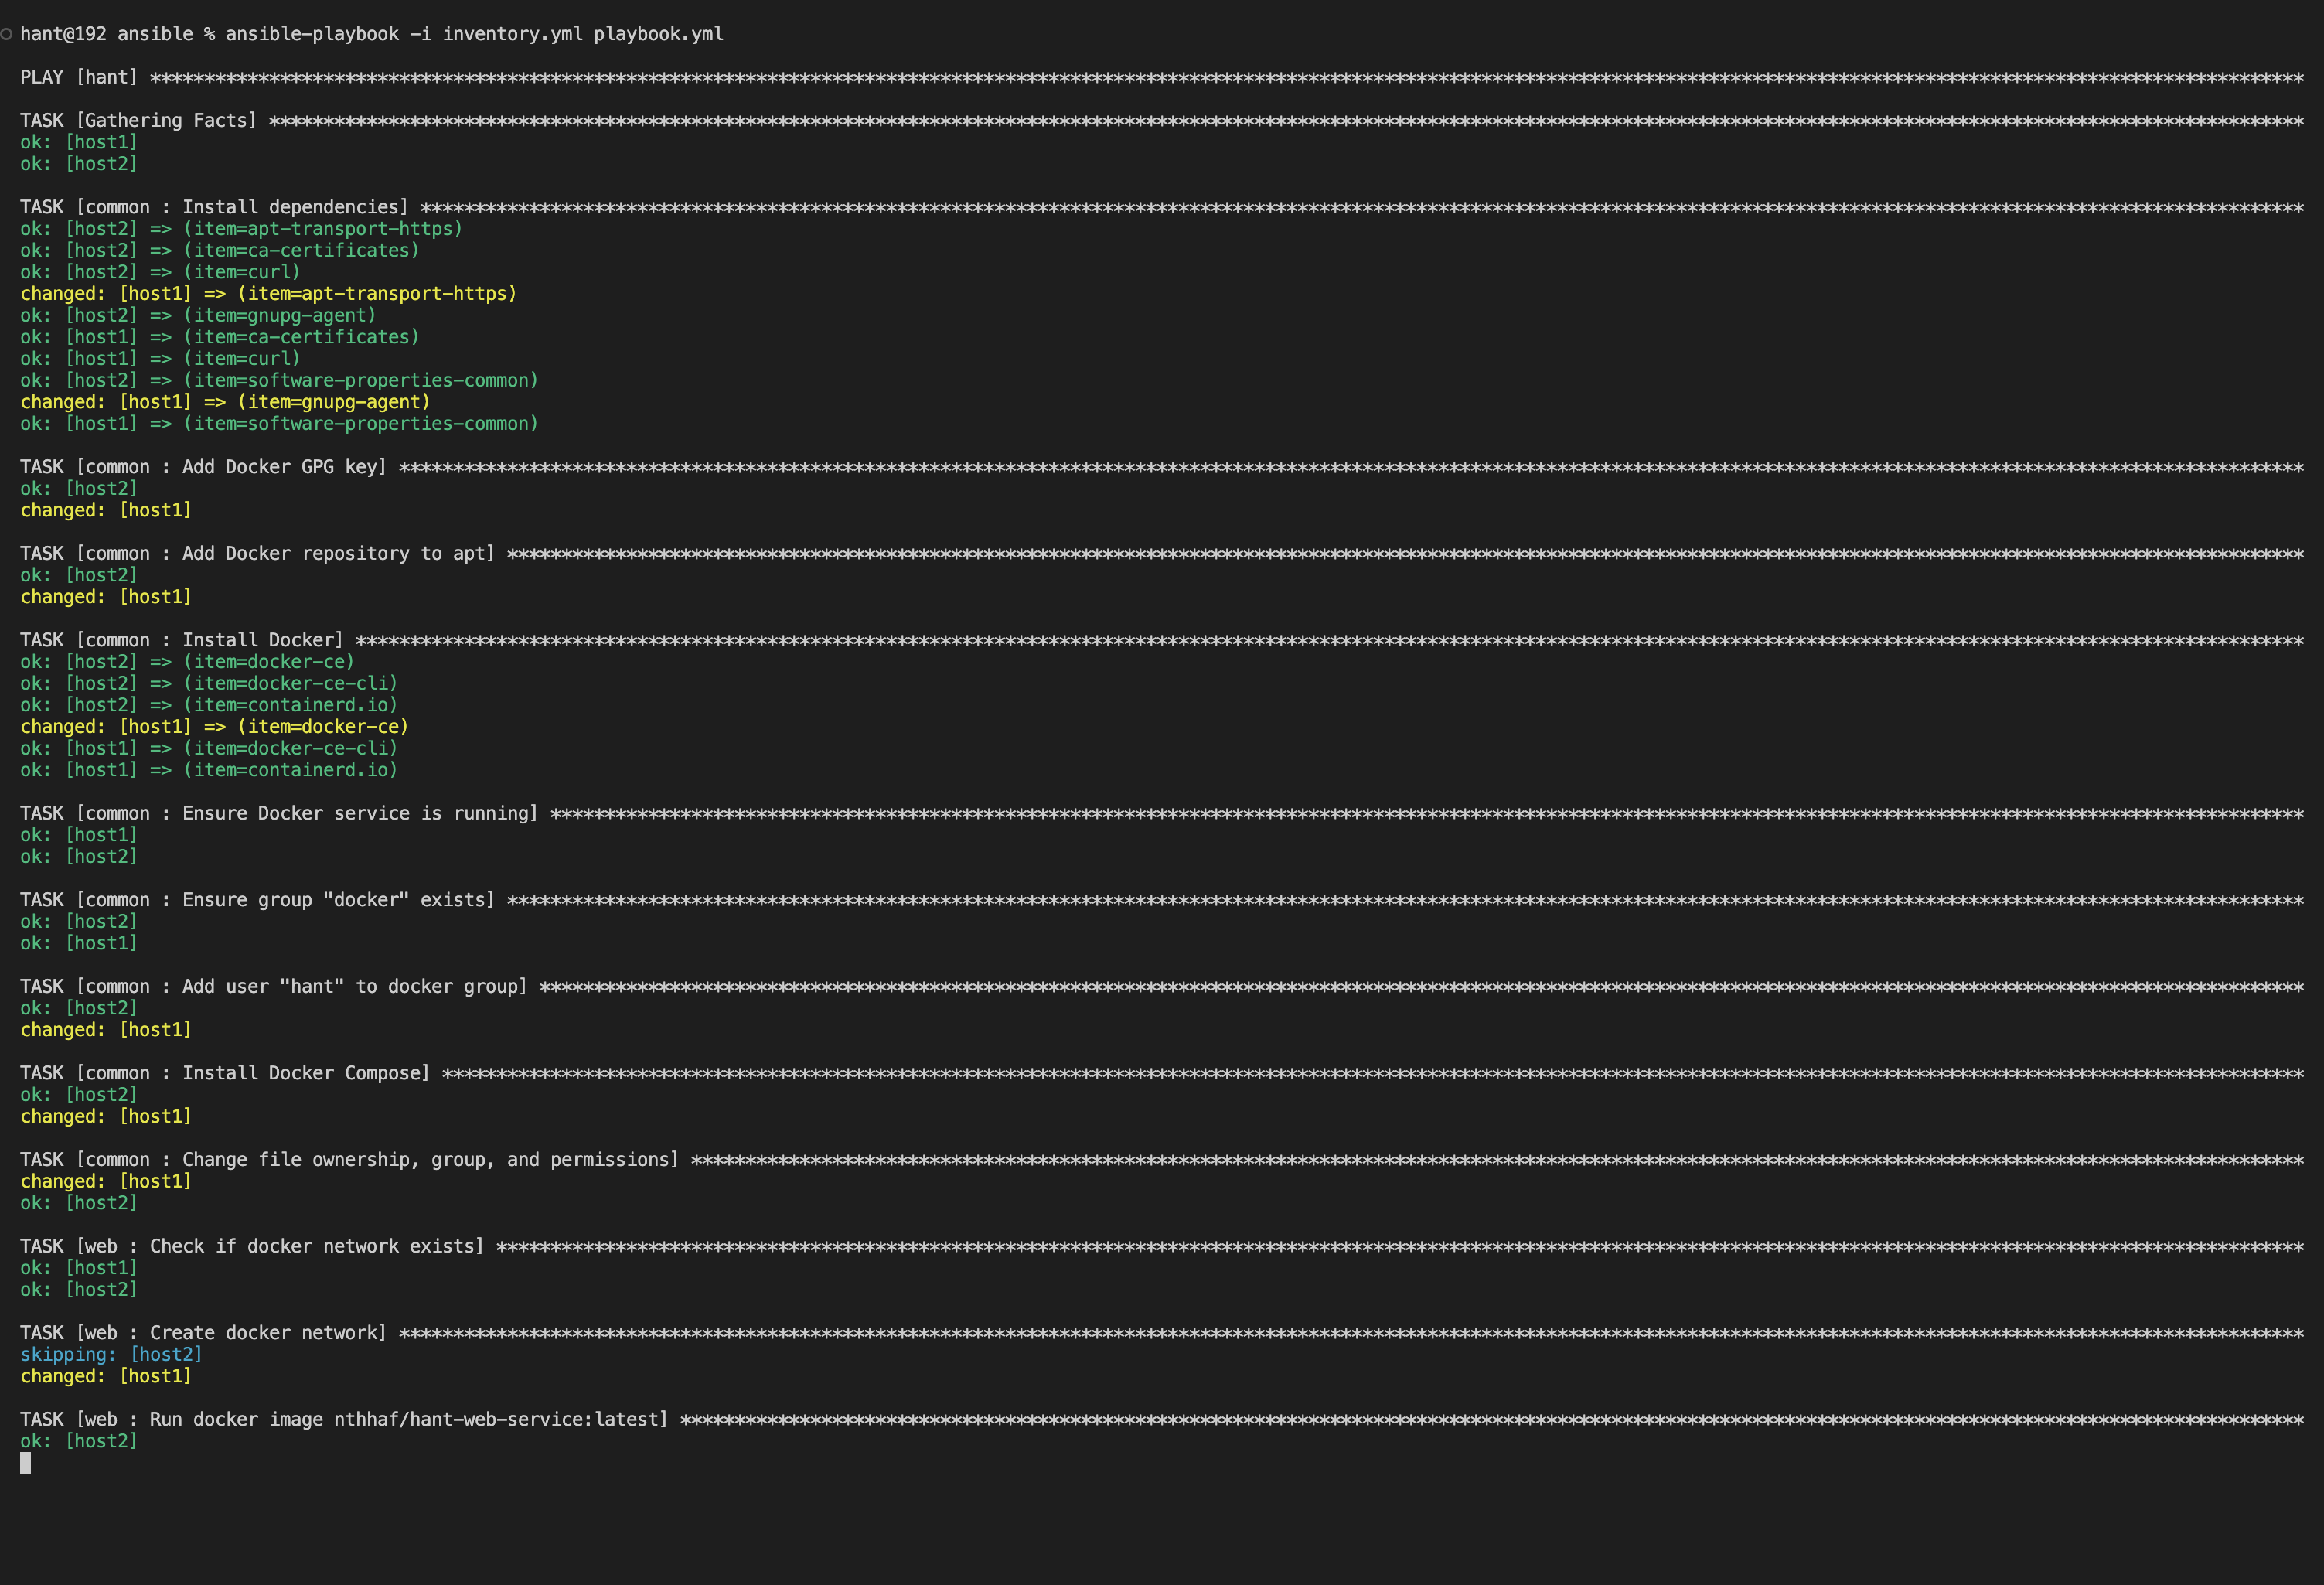 hant@192 ansible % ansible-playbook -i inventory.yml playbook.yml
PLAY [hant] ****************************************************************************************************
TASK [Gathering Facts] ****************************************************************************************************
ok: [host1]
ok: [host2]
TASK [common : Install dependencies] ****************************************************************************************************
ok: [host2] => (item=apt-transport-https)
ok: [host2] => (item=ca-certificates)
ok: [host2] => (item=curl)
changed: [host1] => (item=apt-transport-https)
ok: [host2] => (item=gnupg-agent)
ok: [host1] => (item=ca-certificates)
ok: [host1] => (item=curl)
ok: [host2] => (item=software-properties-common)
changed: [host1] => (item=gnupg-agent)
ok: [host1] => (item=software-properties-common)
TASK [common : Add Docker GPG key] ****************************************************************************************************
ok: [host2]
changed: [host1]
TASK [common : Add Docker repository to apt] ****************************************************************************************************
ok: [host2]
changed: [host1]
TASK [common : Install Docker] ****************************************************************************************************
ok: [host2] => (item=docker-ce)
ok: [host2] => (item=docker-ce-cli)
ok: [host2] => (item=containerd.io)
changed: [host1] => (item=docker-ce)
ok: [host1] => (item=docker-ce-cli)
ok: [host1] => (item=containerd.io)
TASK [common : Ensure Docker service is running] ****************************************************************************************************
ok: [host1]
ok: [host2]
TASK [common : Ensure group "docker" exists] ****************************************************************************************************
ok: [host2]
ok: [host1]
TASK [common : Add user "hant" to docker group] ****************************************************************************************************
ok: [host2]
changed: [host1]
TASK [common : Install Docker Compose] ****************************************************************************************************
ok: [host2]
changed: [host1]
TASK [common : Change file ownership, group, and permissions] ****************************************************************************************************
changed: [host1]
ok: [host2]
TASK [web : Check if docker network exists] ****************************************************************************************************
ok: [host1]
ok: [host2]
TASK [web : Create docker network] ****************************************************************************************************
skipping: [host2]
changed: [host1]
TASK [web : Run docker image nthhaf/hant-web-service:latest] ****************************************************************************************************
ok: [host2]